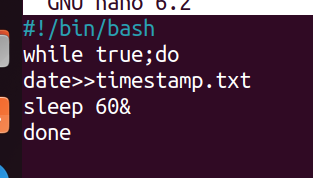 GNU nano 6.2
#!/bin/bash
while true;do
date>>timestamp.txt
sleep 60&
done